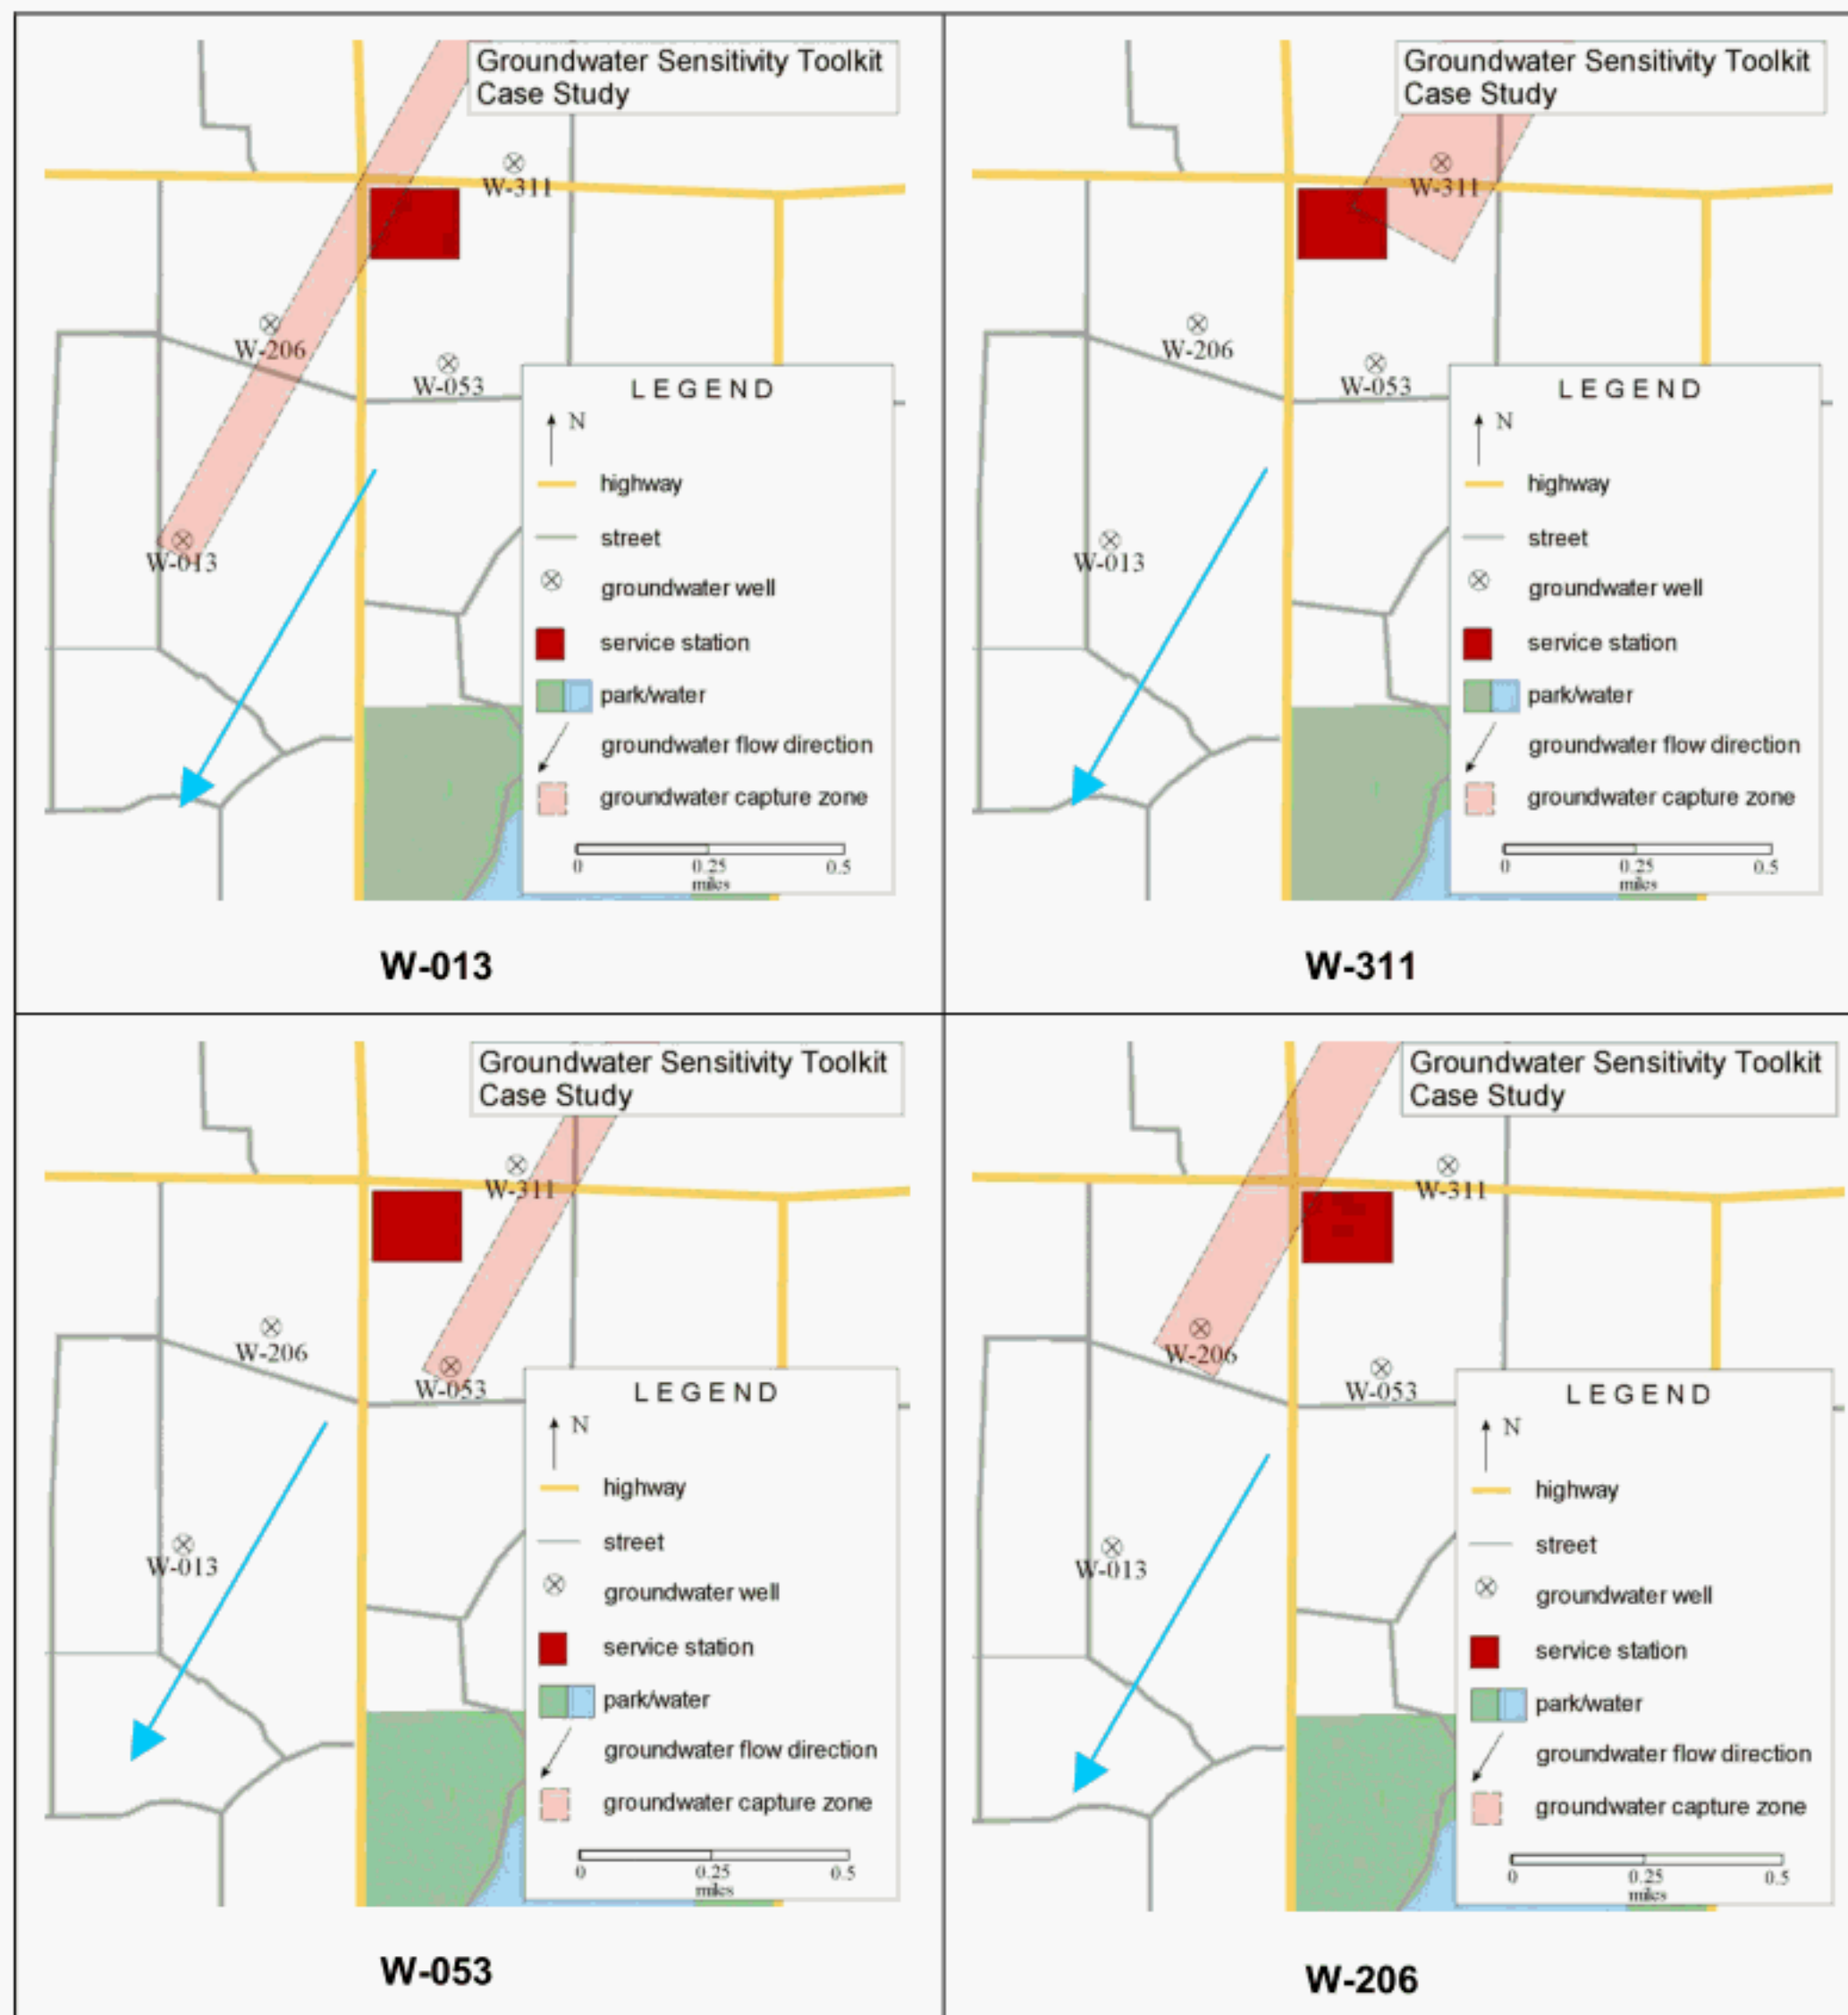 Groundwater Sensitivity Toolkit
Case Study
W-311
W-206
W-053
W-013
LEGEND
N
highway
street
groundwater well
service station
park/water
groundwater flow direction
groundwater capture zone
0 0.25 0.5
miles
W-013
Groundwater Sensitivity Toolkit
Case Study
W-311
W-206
W-053
W-013
LEGEND
N
highway
street
groundwater well
service station
park/water
groundwater flow direction
groundwater capture zone
0 0.25 0.5
miles
W-311
Groundwater Sensitivity Toolkit
Case Study
W-311
W-206
W-053
W-013
LEGEND
N
highway
street
groundwater well
service station
park/water
groundwater flow direction
groundwater capture zone
0 0.25 0.5
miles
W-053
Groundwater Sensitivity Toolkit
Case Study
W-311
W-206
W-053
W-013
LEGEND
N
highway
street
groundwater well
service station
park/water
groundwater flow direction
groundwater capture zone
0 0.25 0.5
miles
W-206